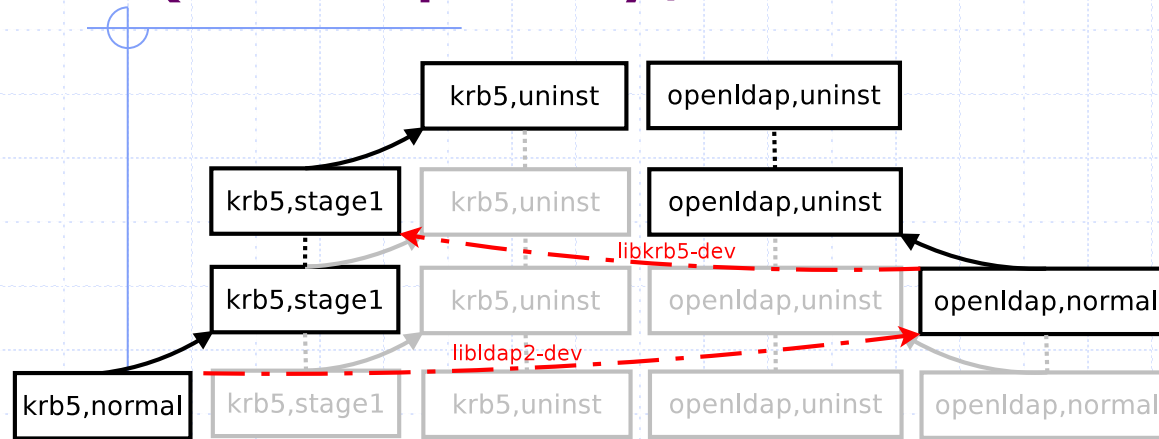 krb5,uninst
openldap,uninst
krb5,stage1
krb5,uninst
openldap,uninst
libkrb5-dev
krb5,stage1
krb5,uninst
openldap,uninst
openldap,normal
libldap2-dev
krb5,normal
krb5,stage1
krb5,uninst
openldap,uninst
openldap,normal